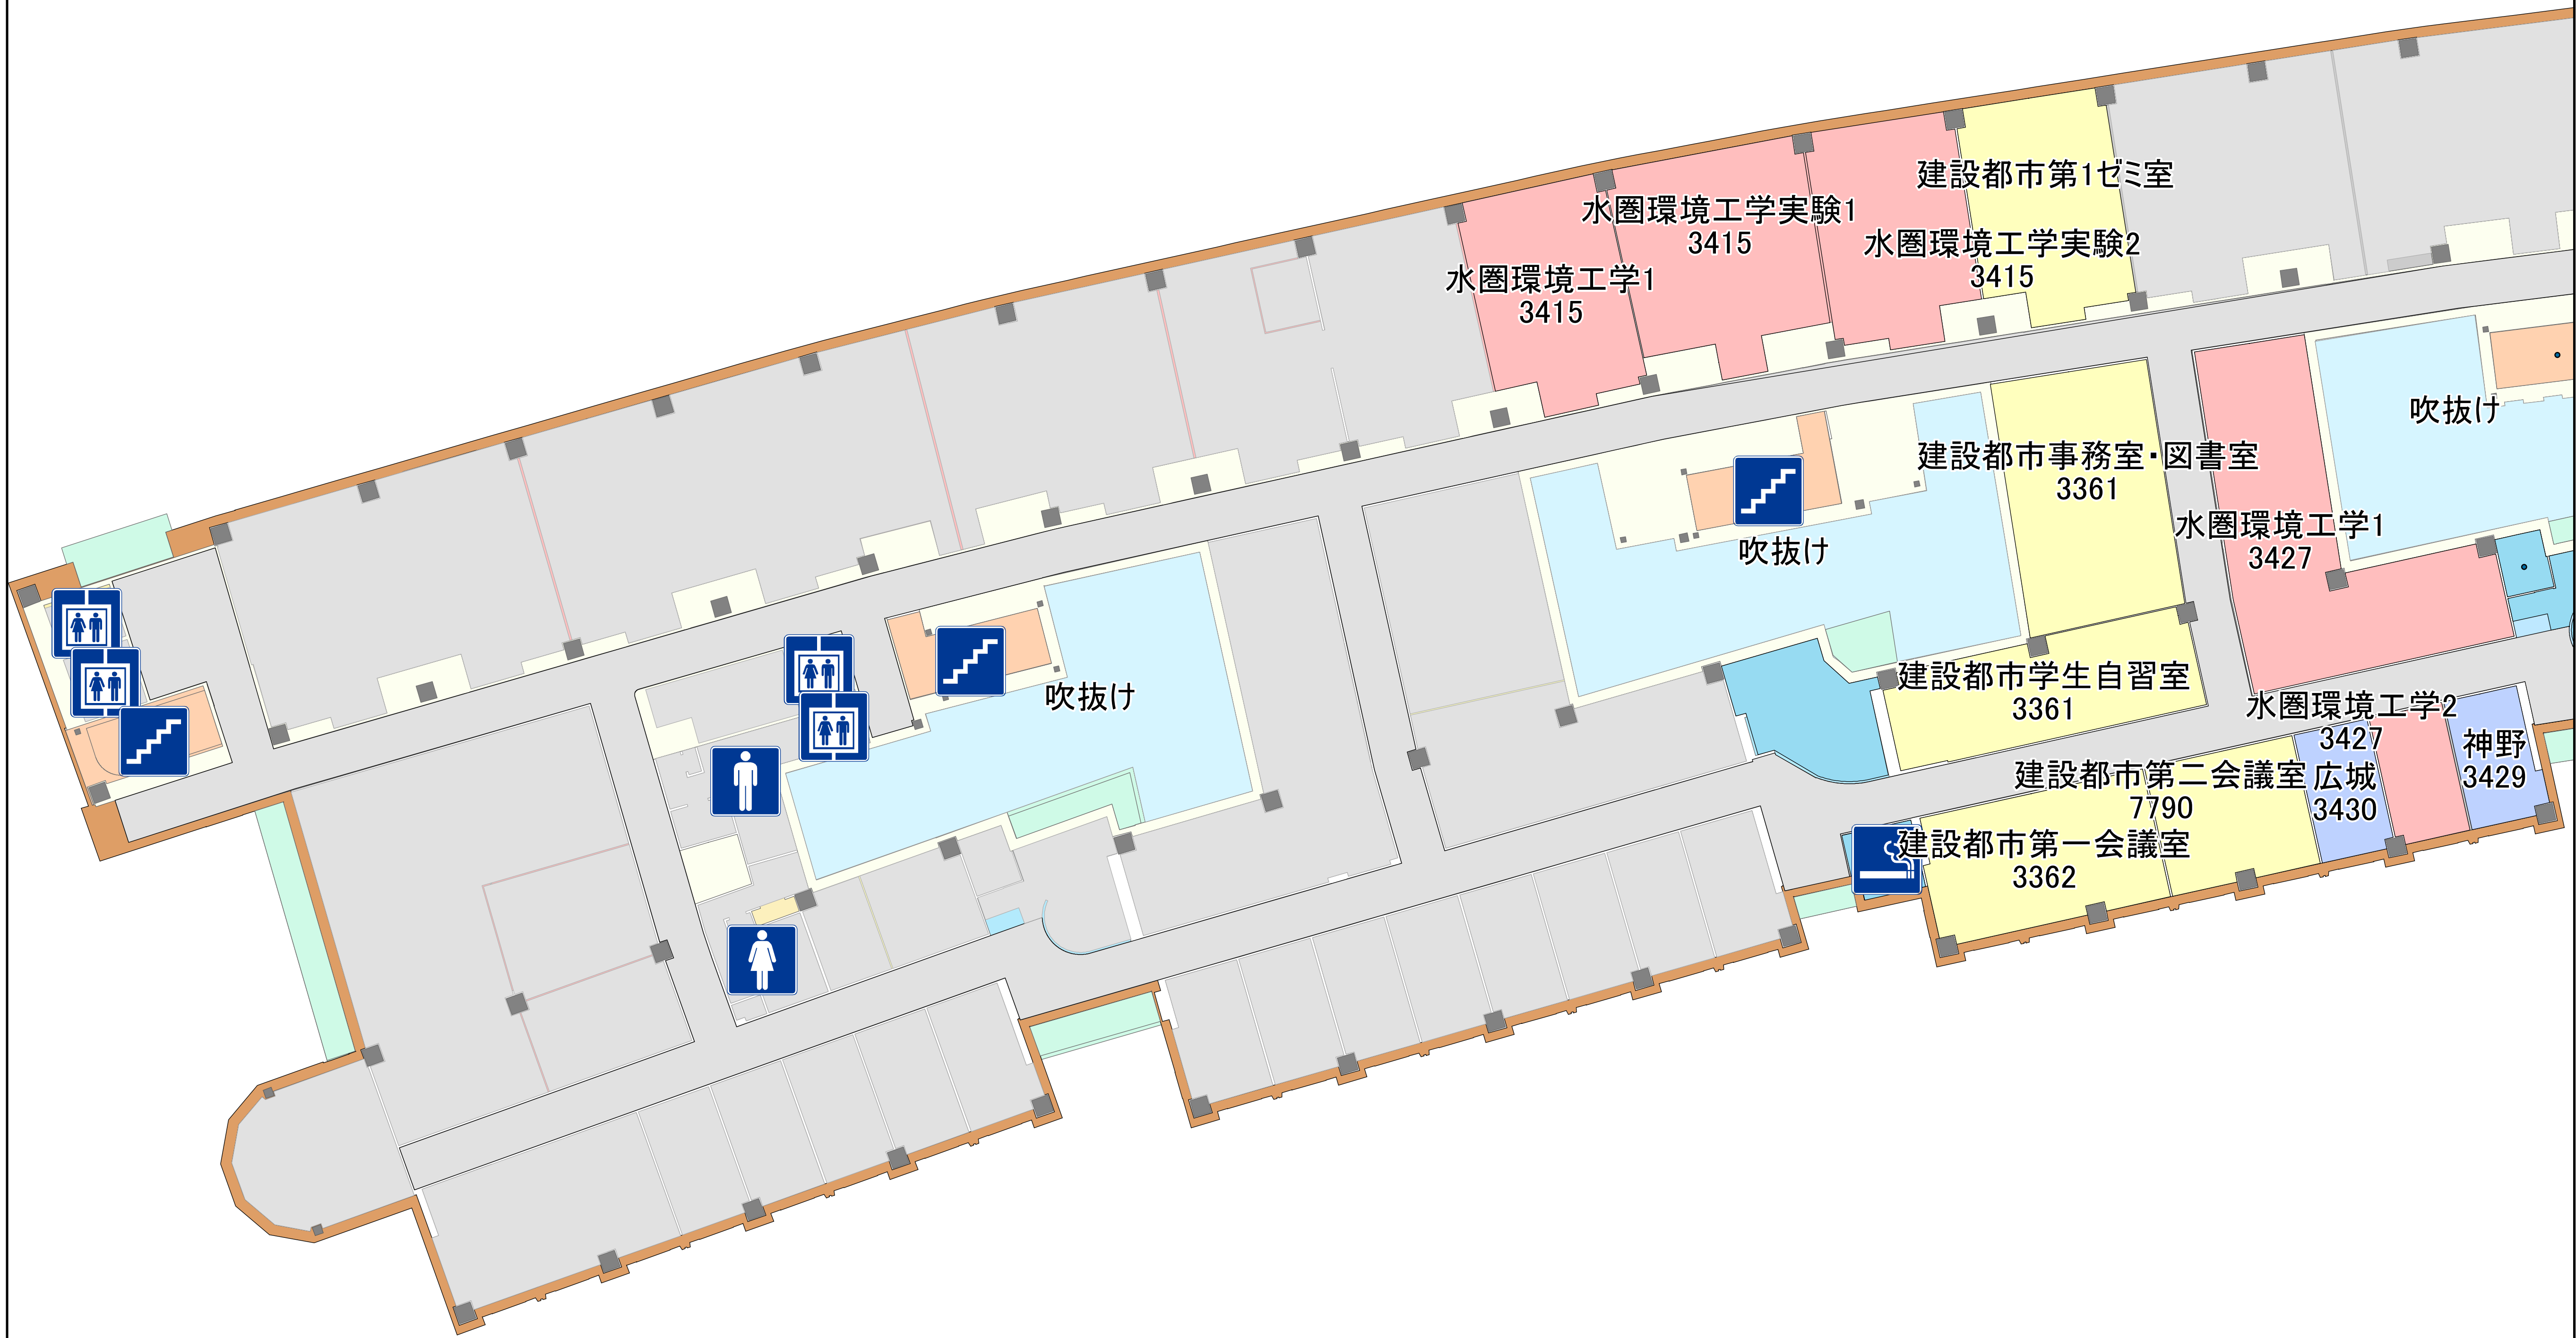 建設都市第1ゼミ室
水圏環境工学実験1
3415
水圏環境工学実験2
3415
水圏環境工学1
3415
吹抜け
建設都市事務室・図書室
3361
水圏環境工学1
3427
吹抜け
建設都市学生自習室
3361
吹抜け
水圏環境工学2
3427
神野
3429
建設都市第二会議室
7790
広城
3430
建設都市第一会議室
3362